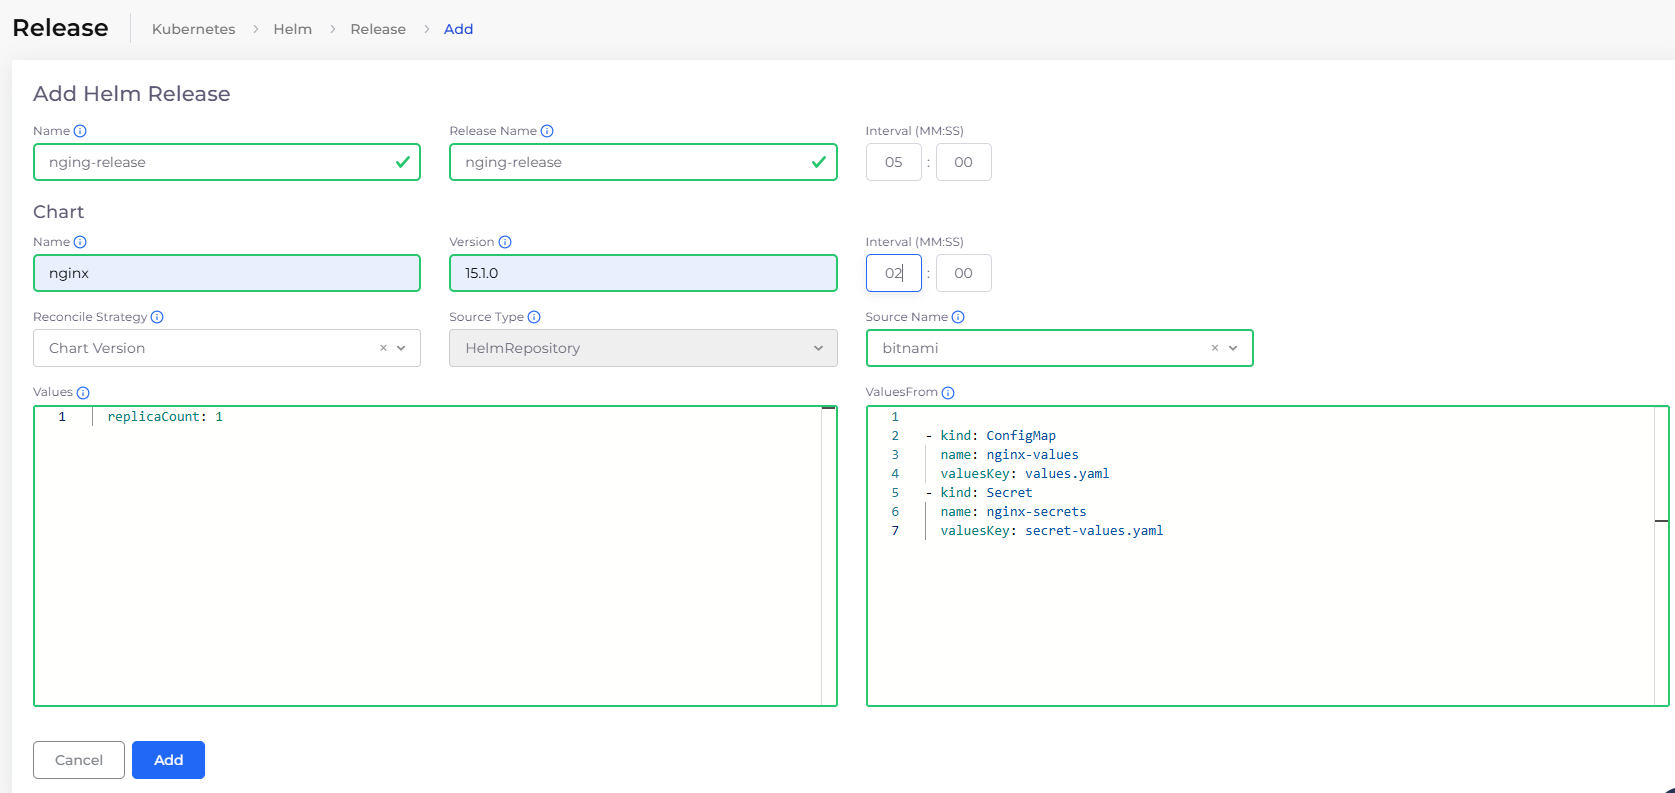 Release
Kubernetes > Helm > Release > Add
Add Helm Release
Name
Release Name
Interval (MM:SS)
nging-release
nging-release
05 : 00
Chart
Name
Version
Interval (MM:SS)
nginx
15.1.0
02 : 00
Reconcile Strategy
Source Type
Source Name
Chart Version ×
HelmRepository
bitnami ×
Values
1 replicaCount: 1
ValuesFrom
1
2 - kind: ConfigMap
3 name: nginx-values
4 valuesKey: values.yaml
5 - kind: Secret
6 name: nginx-secrets
7 valuesKey: secret-values.yaml
Cancel
Add